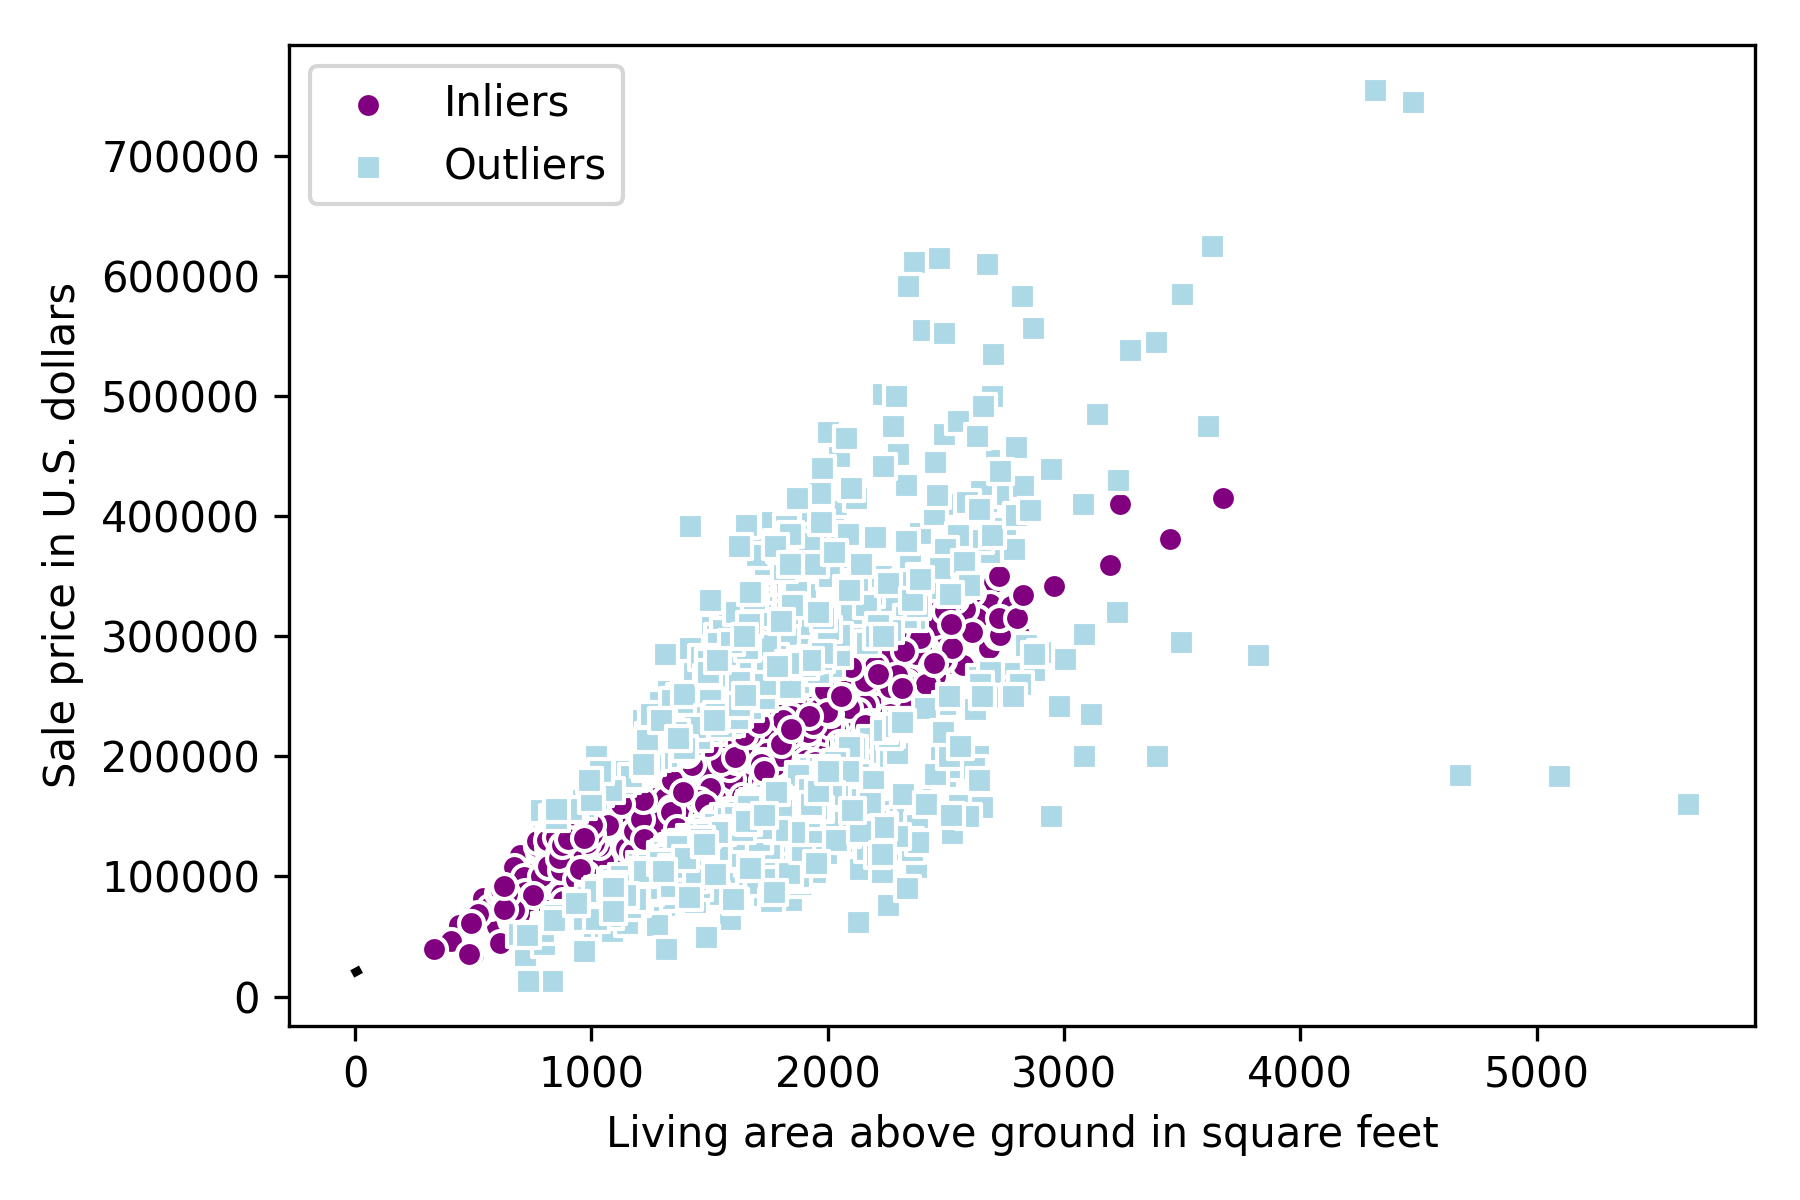 Inliers
Outliers
700000
600000
500000
400000
300000
200000
100000
0
Sale price in U.S. dollars
0 1000 2000 3000 4000 5000
Living area above ground in square feet